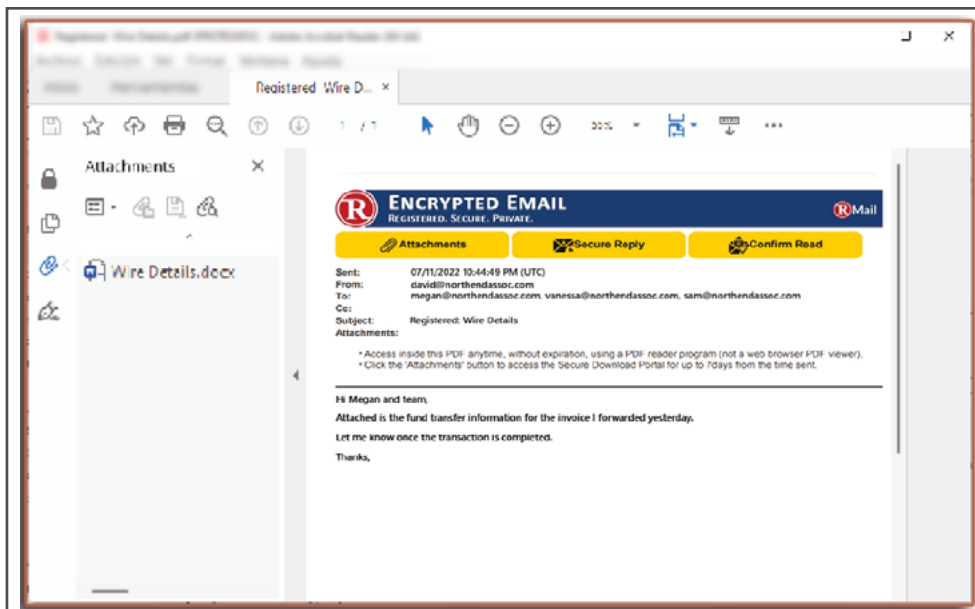 Registered Wire D... ×
1 / 1
Attachments
Wire Details.docx
R
ENCRYPTED EMAIL
REGISTERED. SECURE. PRIVATE.
RMail
Attachments
Secure Reply
Confirm Read
Sent: 07/11/2022 10:44:49 PM (UTC)
From: david@northendassoc.com
To: megan@northendassoc.com, vanessa@northendassoc.com, sam@northendassoc.com
Cc:
Subject: Registered: Wire Details
Attachments:
* Access inside this PDF anytime, without expiration, using a PDF reader program (not a web browser PDF viewer).
* Click the 'Attachments' button to access the Secure Download Portal for up to 7days from the time sent.
Hi Megan and team,
Attached is the fund transfer information for the invoice I forwarded yesterday.
Let me know once the transaction is completed.
Thanks,